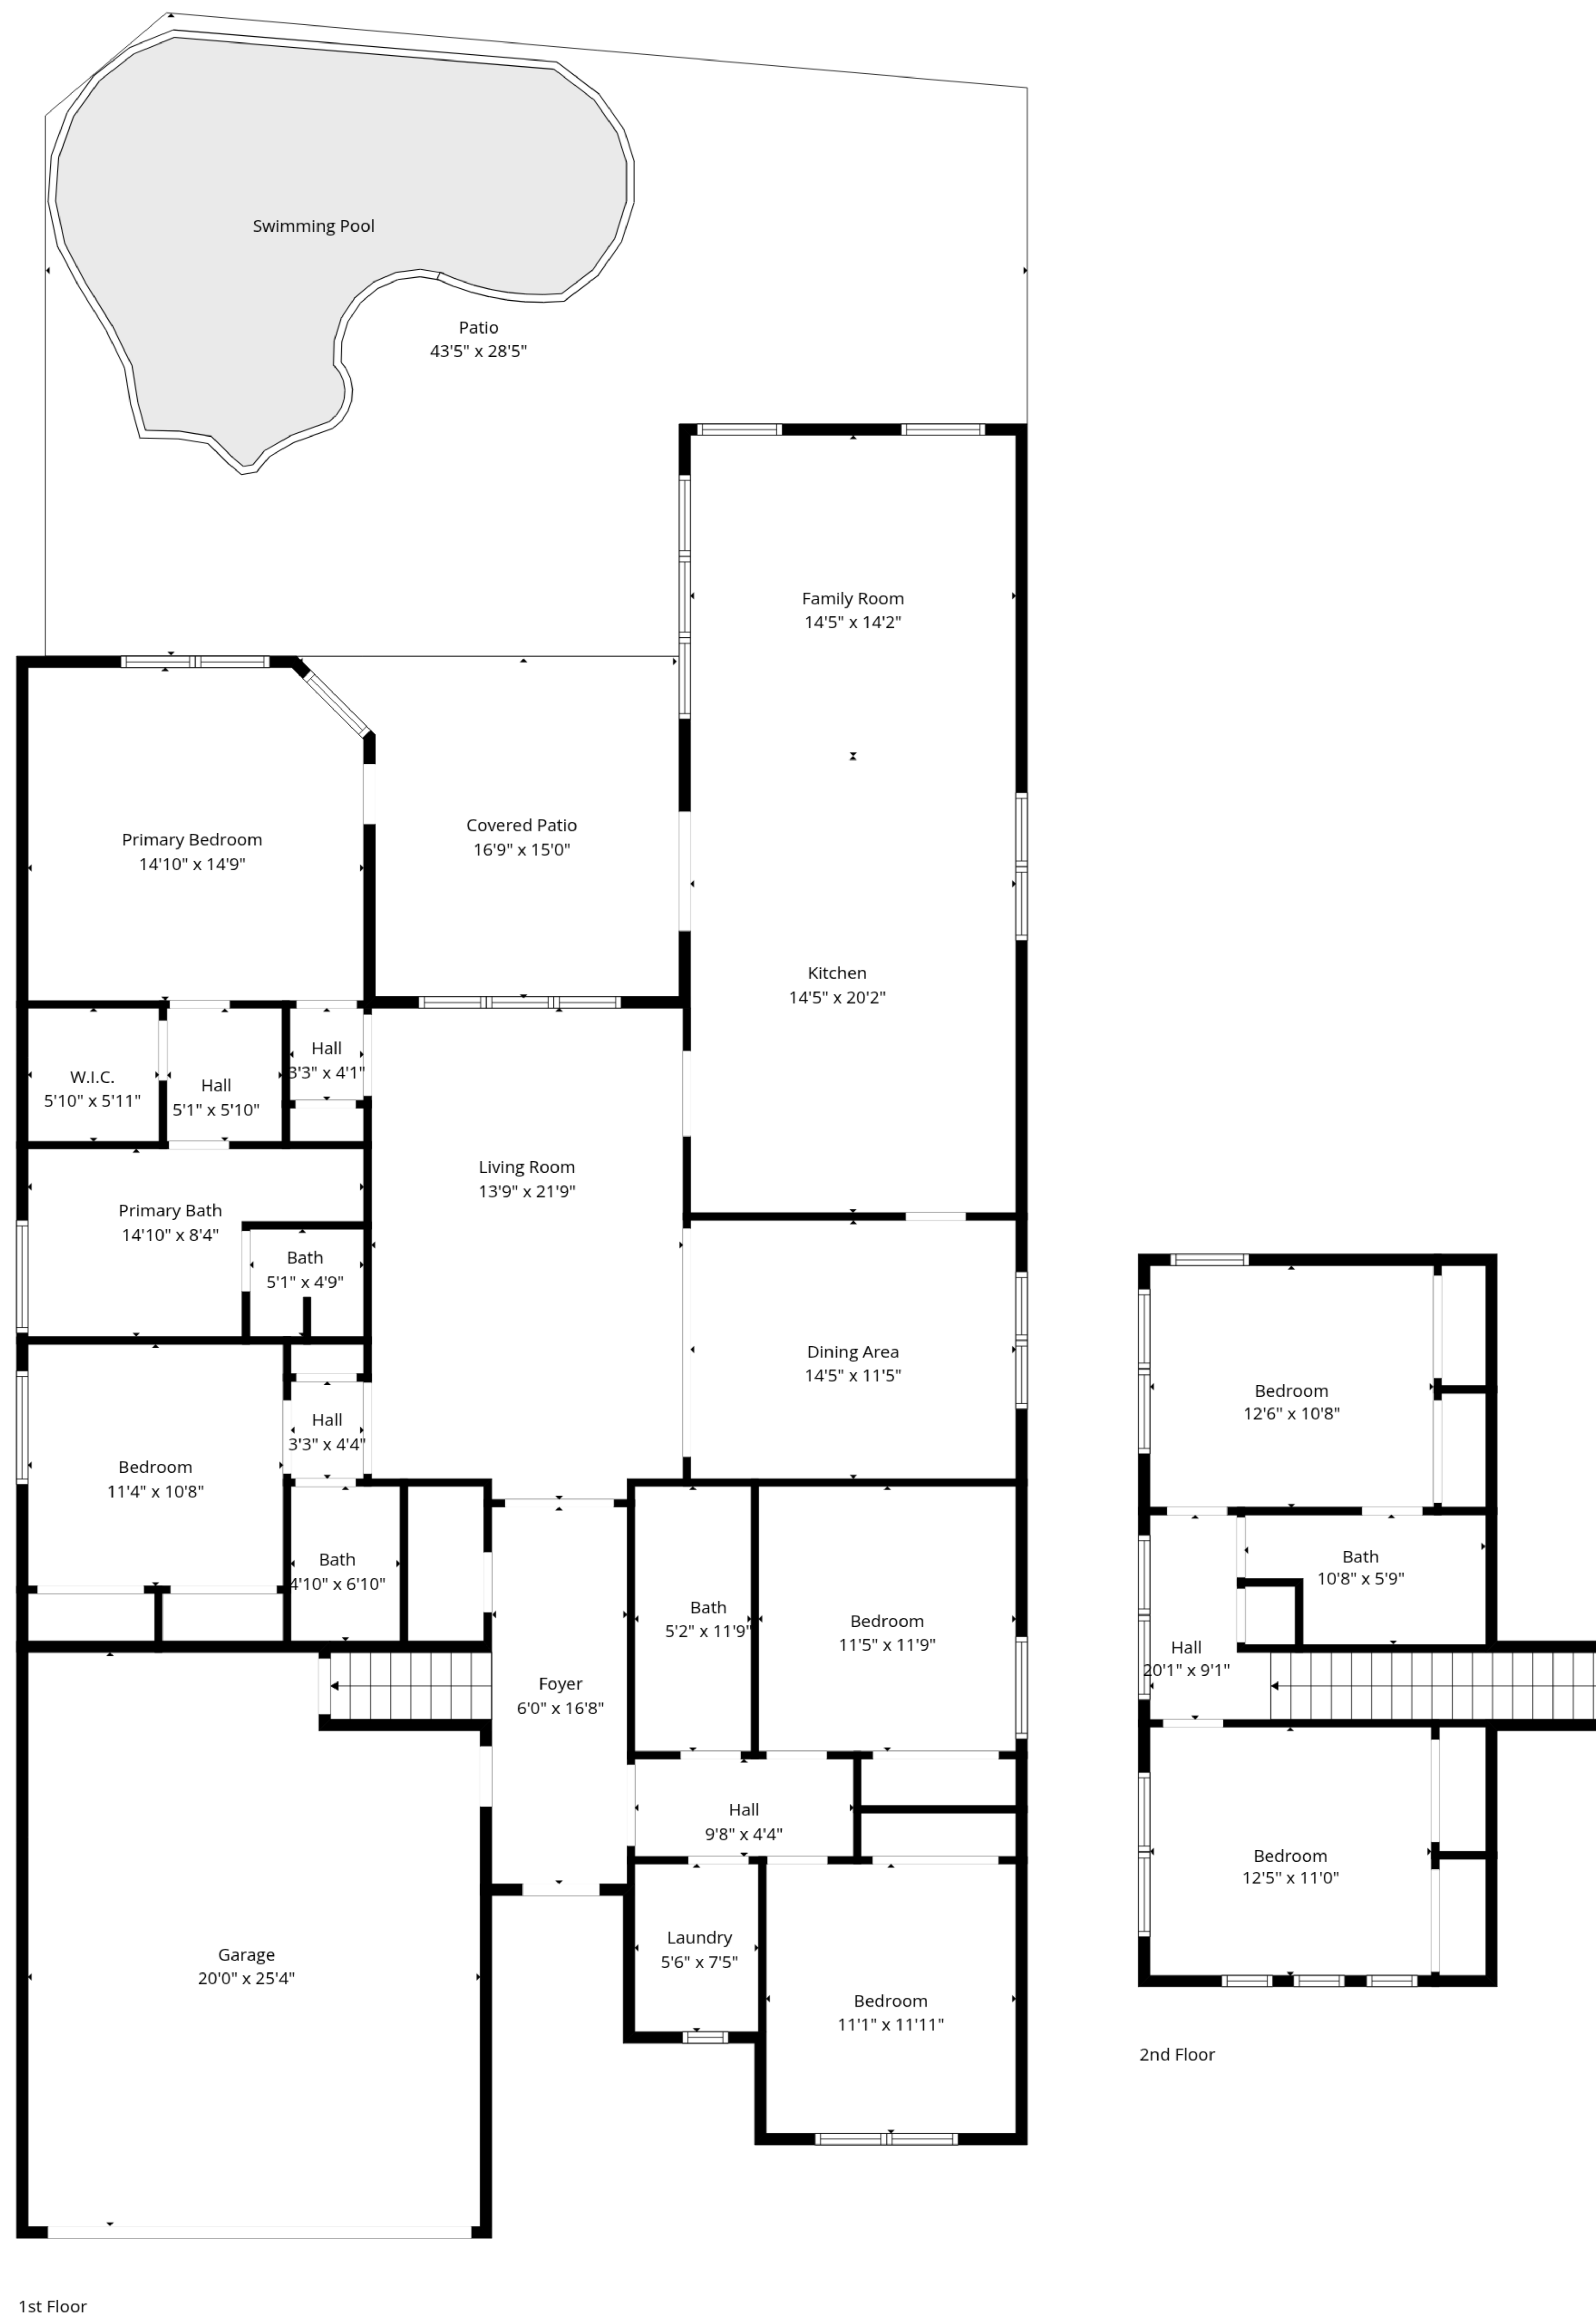 Swimming Pool
Patio
43'5" x 28'5"
Family Room
14'5" x 14'2"
Primary Bedroom
14'10" x 14'9"
Covered Patio
16'9" x 15'0"
Kitchen
14'5" x 20'2"
W.I.C.
5'10" x 5'11"
Hall
5'1" x 5'10"
Hall
3'3" x 4'1"
Living Room
13'9" x 21'9"
Primary Bath
14'10" x 8'4"
Bath
5'1" x 4'9"
Dining Area
14'5" x 11'5"
Bedroom
11'4" x 10'8"
Hall
3'3" x 4'4"
Bath
4'10" x 6'10"
Foyer
6'0" x 16'8"
Bath
5'2" x 11'9"
Bedroom
11'5" x 11'9"
Hall
9'8" x 4'4"
Garage
20'0" x 25'4"
Laundry
5'6" x 7'5"
Bedroom
11'1" x 11'11"
1st Floor
Bedroom
12'6" x 10'8"
Bath
10'8" x 5'9"
Hall
20'1" x 9'1"
Bedroom
12'5" x 11'0"
2nd Floor